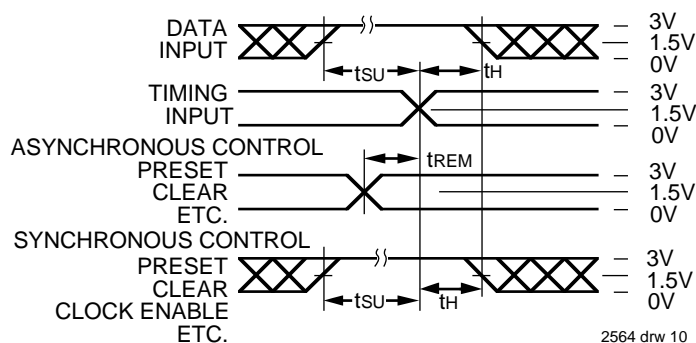 DATA
INPUT
tSU
tH
3V
1.5V
0V
TIMING
INPUT
3V
1.5V
0V
ASYNCHRONOUS CONTROL
PRESET
CLEAR
ETC.
tREM
3V
1.5V
0V
SYNCHRONOUS CONTROL
PRESET
CLEAR
CLOCK ENABLE
ETC.
tSU
tH
3V
1.5V
0V
2564 drw 10